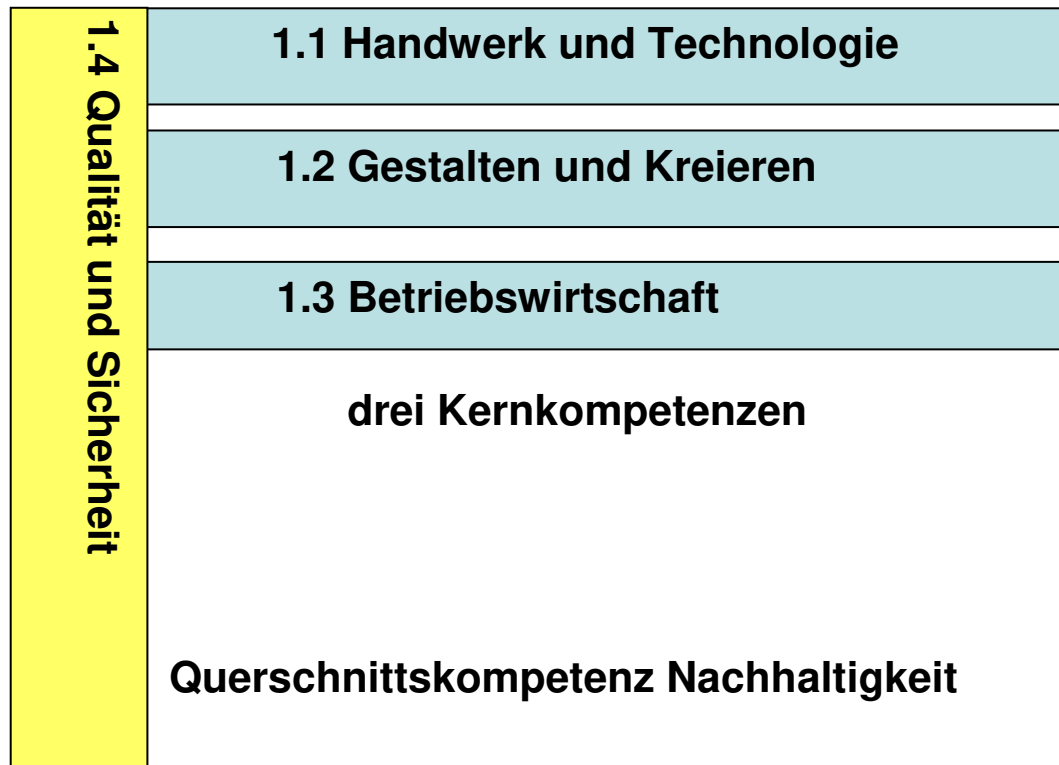 1.4 Qualität und Sicherheit
1.1 Handwerk und Technologie
1.2 Gestalten und Kreieren
1.3 Betriebswirtschaft
drei Kernkompetenzen
Querschnittskompetenz Nachhaltigkeit